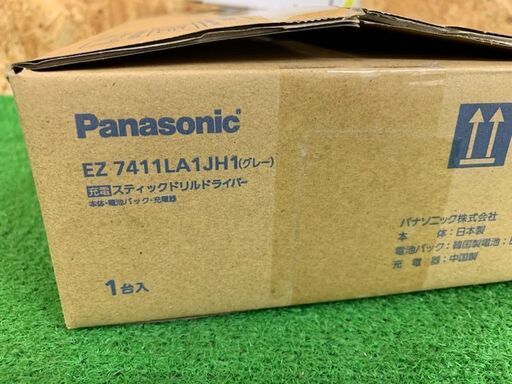 Panasonic®
EZ 7411LA1JH1(グレー)
充電スティックドリルドライバー
本体・電池パック・充電器
1台入
パナソニック株式会社
本 体:日本製
電池パック:韓国製電池:
充 電 器:中国製